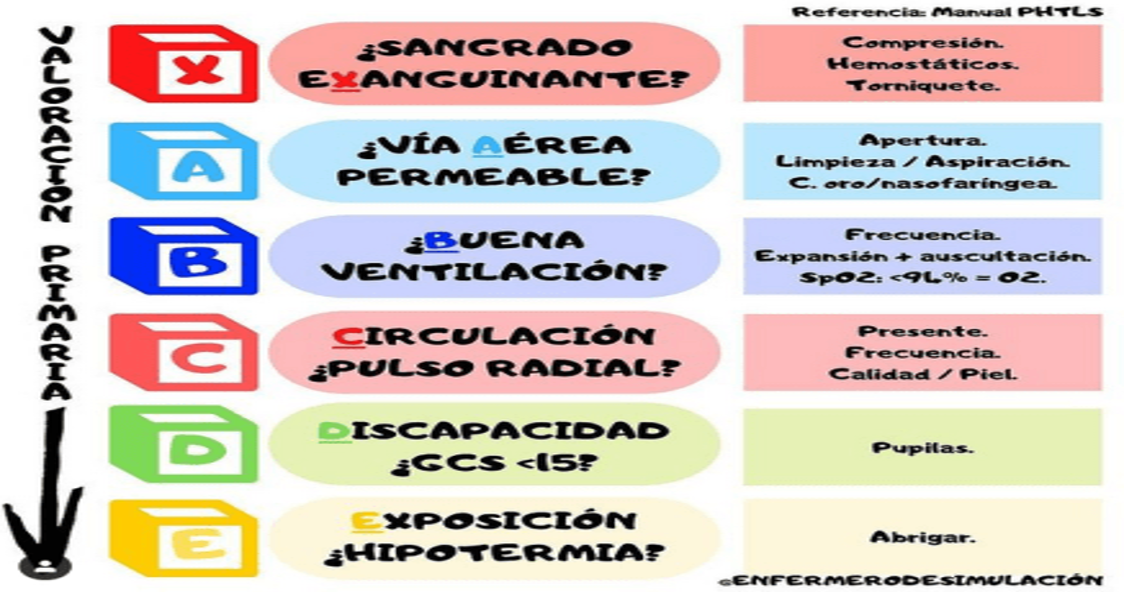 Referencia: Manual PHTLS
VALORACIÓN PRIMARIA
X
¿SANGRADO
EXANGUINANTE?
Compresión.
Hemostáticos.
Torniquete.
A
¿VÍA AÉREA
PERMEABLE?
Apertura.
Limpieza / Aspiración.
C. oro/nasofaríngea.
B
¿BUENA
VENTILACIÓN?
Frecuencia.
Expansión + auscultación.
SpO2: <94% = O2.
C
CIRCULACIÓN
¿PULSO RADIAL?
Presente.
Frecuencia.
Calidad / Piel.
D
DISCAPACIDAD
¿GCS <15?
Pupilas.
E
EXPOSICIÓN
¿HIPOTERMIA?
Abrigar.
@ENFERMERODESIMULACIÓN